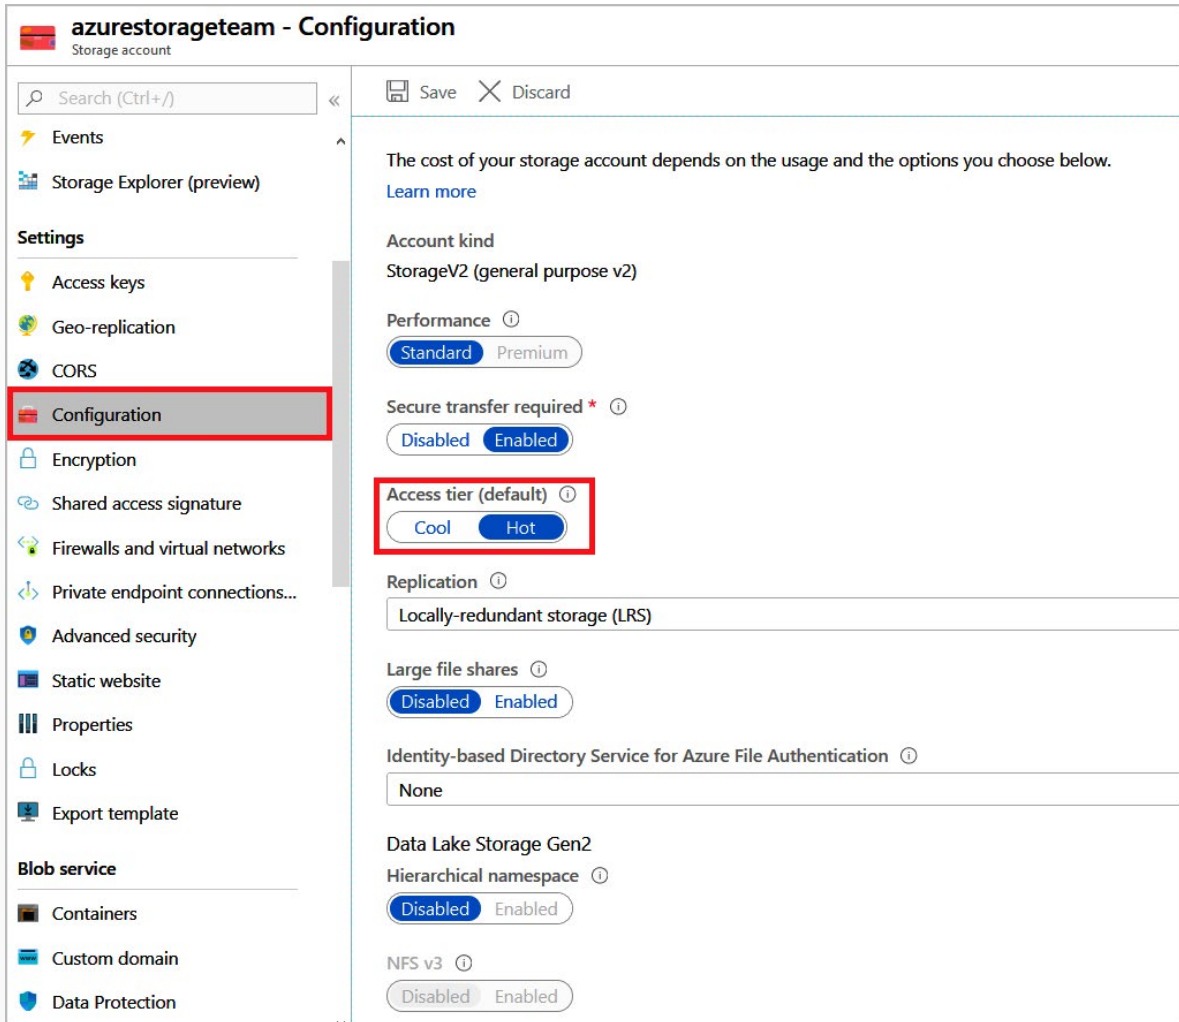 azurestorageteam - Configuration
Storage account
Search (Ctrl+/)
«
Events
Storage Explorer (preview)
Settings
Access keys
Geo-replication
CORS
Configuration
Encryption
Shared access signature
Firewalls and virtual networks
Private endpoint connections...
Advanced security
Static website
Properties
Locks
Export template
Blob service
Containers
Custom domain
Data Protection
Save Discard
The cost of your storage account depends on the usage and the options you choose below.
Learn more
Account kind
StorageV2 (general purpose v2)
Performance
Standard Premium
Secure transfer required *
Disabled Enabled
Access tier (default)
Cool Hot
Replication
Locally-redundant storage (LRS)
Large file shares
Disabled Enabled
Identity-based Directory Service for Azure File Authentication
None
Data Lake Storage Gen2
Hierarchical namespace
Disabled Enabled
NFS v3
Disabled Enabled